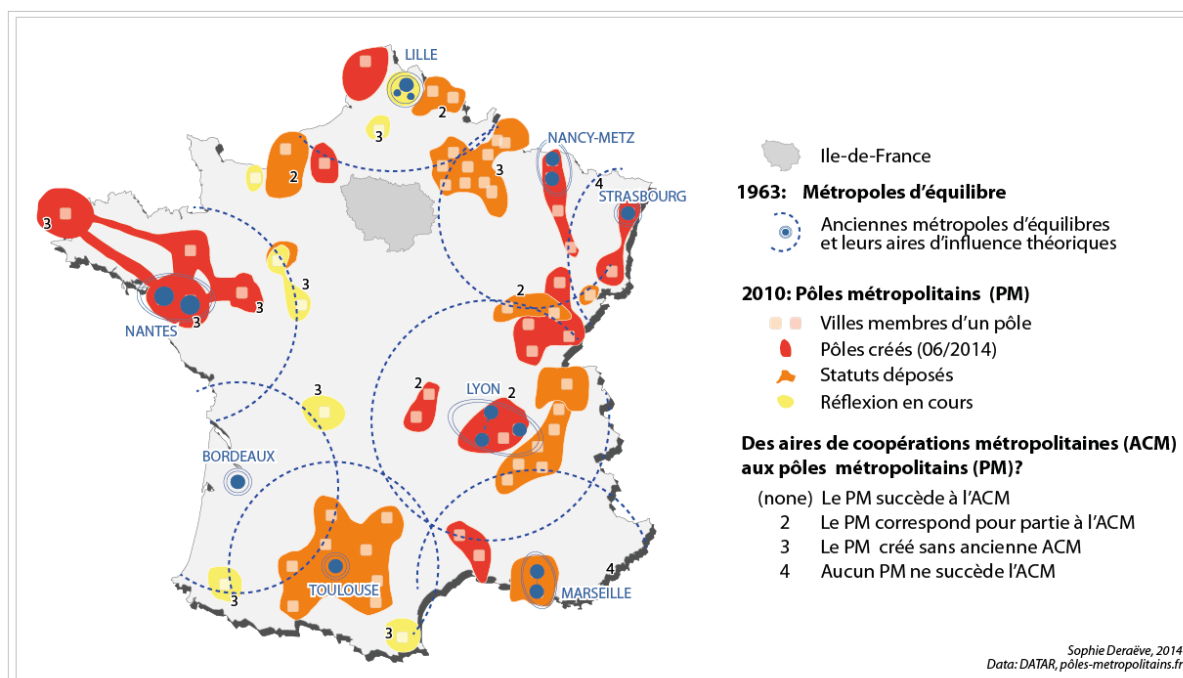 LILLE
2
3
NANCY-METZ
2
3
4
STRASBOURG
3
3
3
2
3
NANTES
3
2
LYON
2
BORDEAUX
TOULOUSE
4
MARSEILLE
3
3
Ile-de-France
1963: Métropoles d'équilibre
Anciennes métropoles d'équilibres
et leurs aires d'influence théoriques
2010: Pôles métropolitains (PM)
Villes membres d'un pôle
Pôles créés (06/2014)
Statuts déposés
Réflexion en cours
Des aires de coopérations métropolitaines (ACM)
aux pôles métropolitains (PM)?
(none) Le PM succède à l'ACM
2 Le PM correspond pour partie à l'ACM
3 Le PM créé sans ancienne ACM
4 Aucun PM ne succède l'ACM
Sophie Deraëve, 2014
Data: DATAR, pôles-metropolitains.fr